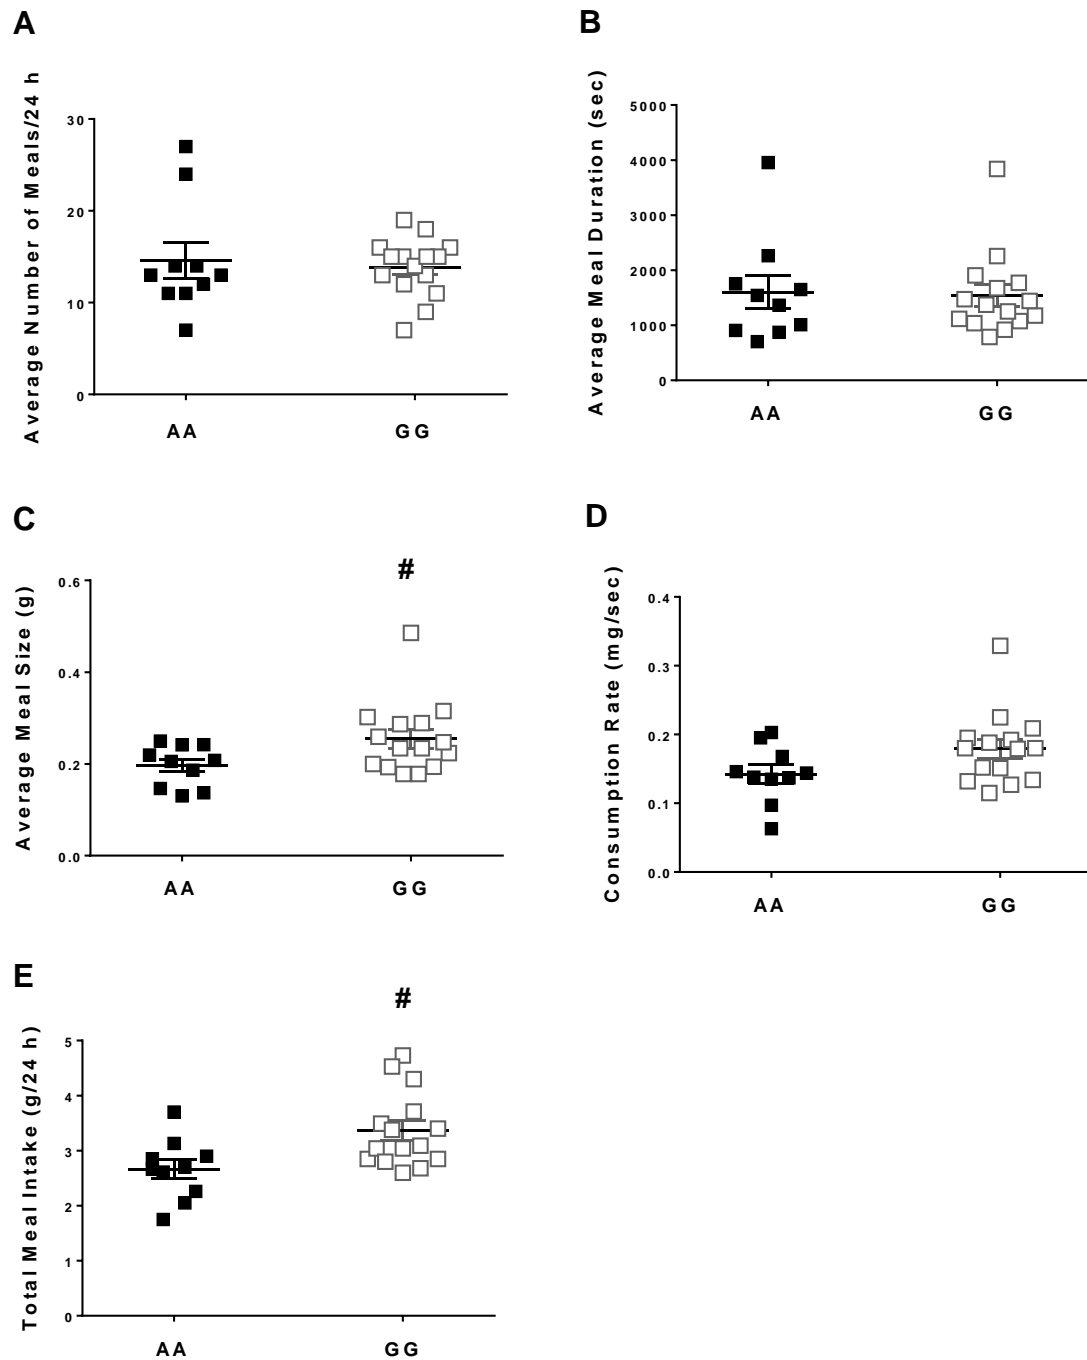 A
Average Number of Meals/24 h
30
20
10
0
AA GG
B
Average Meal Duration (sec)
5000
4000
3000
2000
1000
0
AA GG
C
#
Average Meal Size (g)
0.6
0.4
0.2
0.0
AA GG
D
Consumption Rate (mg/sec)
0.4
0.3
0.2
0.1
0.0
AA GG
E
#
Total Meal Intake (g/24 h)
5
4
3
2
1
0
AA GG